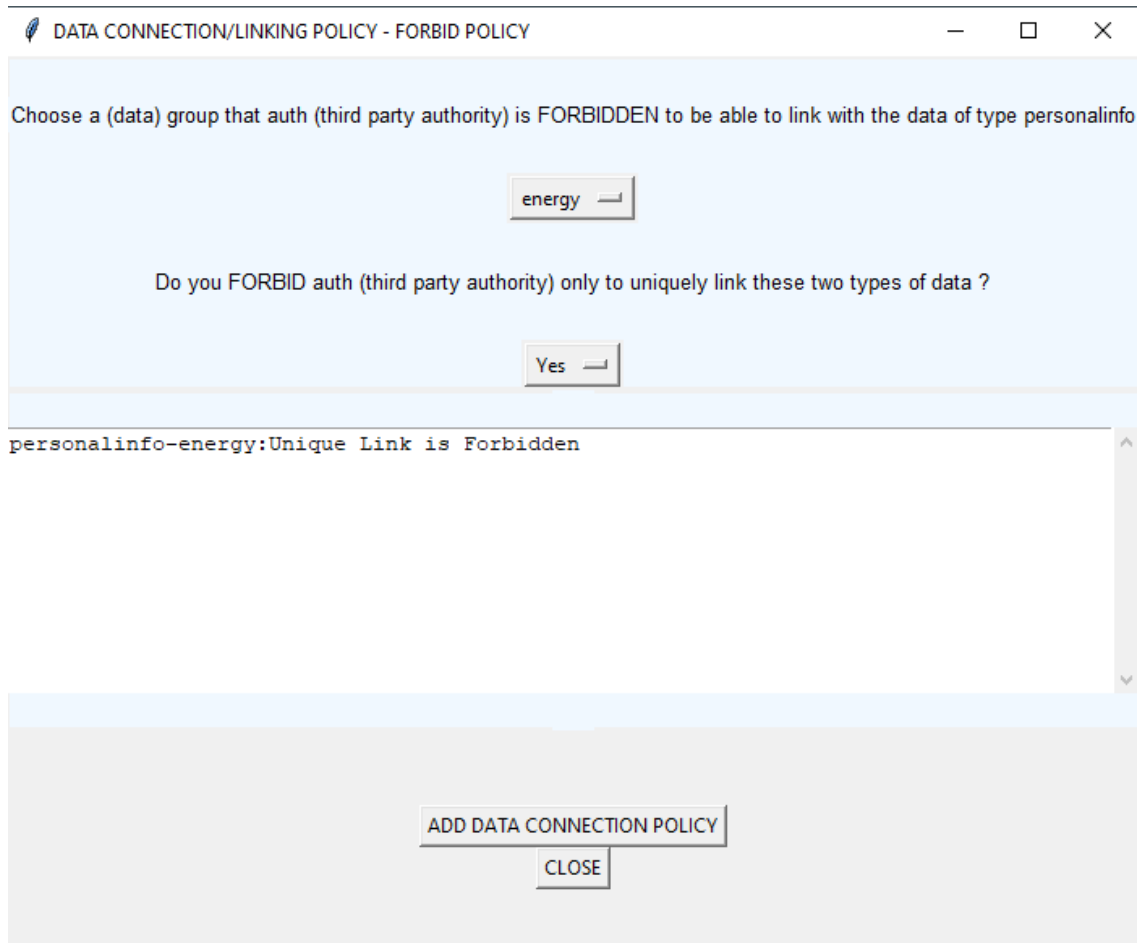 DATA CONNECTION/LINKING POLICY - FORBID POLICY
Choose a (data) group that auth (third party authority) is FORBIDDEN to be able to link with the data of type personalinfo
energy
Do you FORBID auth (third party authority) only to uniquely link these two types of data ?
Yes
personalinfo-energy:Unique Link is Forbidden
ADD DATA CONNECTION POLICY
CLOSE